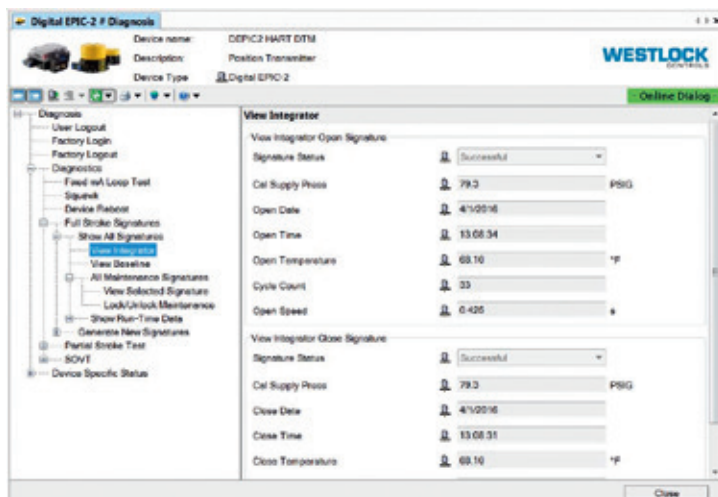 Digital EPIC-2 # Diagnosis
Device name: DEPIC2 HART DTM
Description: Position Transmitter
Device Type Digital EPIC-2
WESTLOCK
CONTROLS
Online Dialog
Diagnosis
User Logout
Factory Login
Factory Logout
Diagnostics
Fixed mA Loop Test
Squawk
Device Reboot
Full Stroke Signatures
Show All Signatures
View Integrator
View Baseline
All Maintenance Signatures
View Selected Signature
Lock/Unlock Maintenance
Show Run-Time Data
Generate New Signatures
Partial Stroke Test
SOVT
Device Specific Status
View Integrator
View Integrator Open Signature
Signature Status Successful
Cal Supply Press 79.3 PSIG
Open Date 4/1/2016
Open Time 13:08:34
Open Temperature 69.10 °F
Cycle Count 33
Open Speed 0.426 s
View Integrator Close Signature
Signature Status Successful
Cal Supply Press 79.3 PSIG
Close Date 4/1/2016
Close Time 13:08:31
Close Temperature 69.10 °F
Close